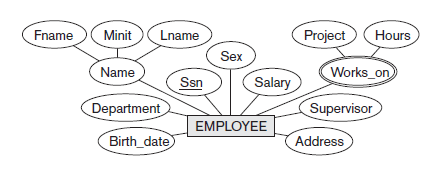 Fname Minit Lname Project Hours
Sex
Name Ssn Salary Works_on
Department Supervisor
EMPLOYEE
Birth_date Address